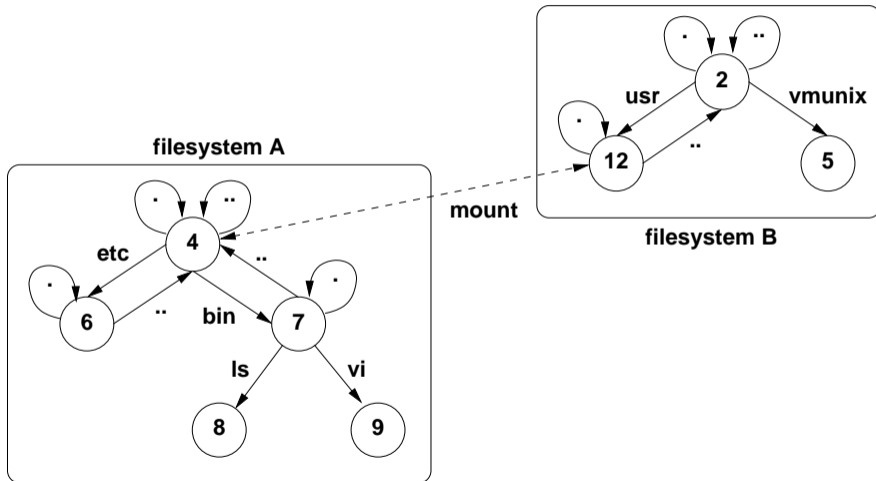 . ..
2
usr vmunix
.
12 .. 5
filesystem A
mount
filesystem B
. ..
4
etc ..
. .
6 .. bin 7
ls vi
8 9